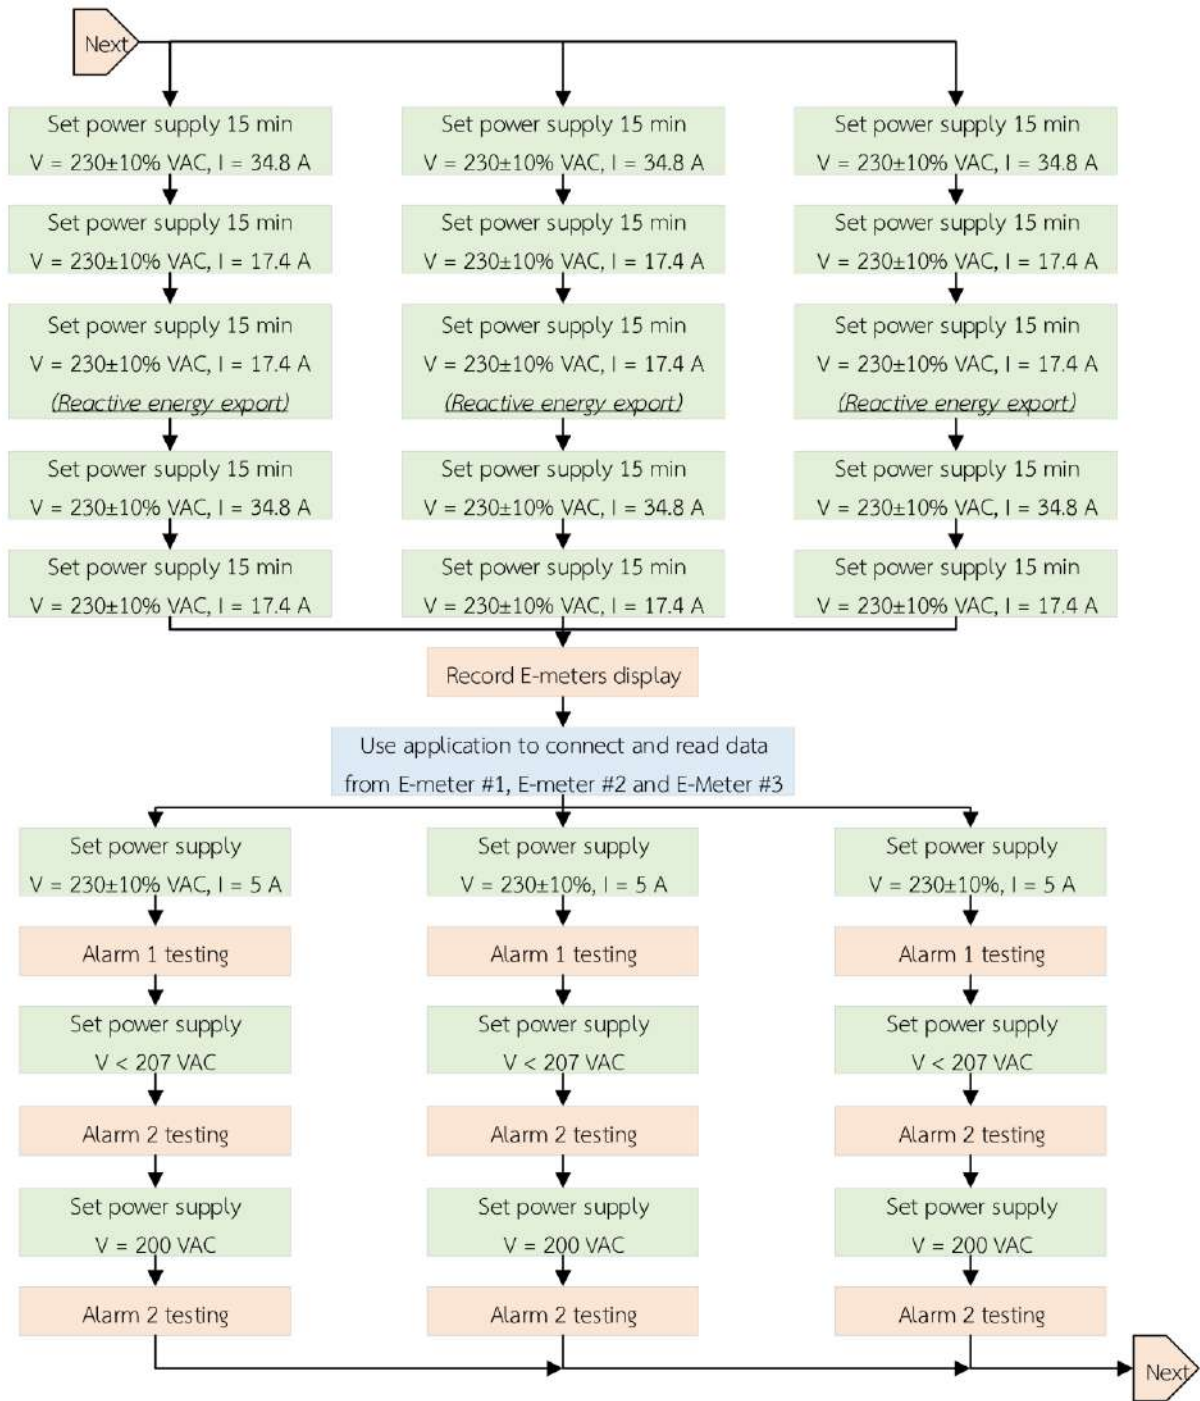 Next
Set power supply 15 min
V = 230±10% VAC, I = 34.8 A
Set power supply 15 min
V = 230±10% VAC, I = 17.4 A
Set power supply 15 min
V = 230±10% VAC, I = 17.4 A
(Reactive energy export)
Set power supply 15 min
V = 230±10% VAC, I = 34.8 A
Set power supply 15 min
V = 230±10% VAC, I = 17.4 A
Set power supply 15 min
V = 230±10% VAC, I = 34.8 A
Set power supply 15 min
V = 230±10% VAC, I = 17.4 A
Set power supply 15 min
V = 230±10% VAC, I = 17.4 A
(Reactive energy export)
Set power supply 15 min
V = 230±10% VAC, I = 34.8 A
Set power supply 15 min
V = 230±10% VAC, I = 17.4 A
Set power supply 15 min
V = 230±10% VAC, I = 34.8 A
Set power supply 15 min
V = 230±10% VAC, I = 17.4 A
Set power supply 15 min
V = 230±10% VAC, I = 17.4 A
(Reactive energy export)
Set power supply 15 min
V = 230±10% VAC, I = 34.8 A
Set power supply 15 min
V = 230±10% VAC, I = 17.4 A
Record E-meters display
Use application to connect and read data
from E-meter #1, E-meter #2 and E-Meter #3
Set power supply
V = 230±10% VAC, I = 5 A
Alarm 1 testing
Set power supply
V < 207 VAC
Alarm 2 testing
Set power supply
V = 200 VAC
Alarm 2 testing
Set power supply
V = 230±10%, I = 5 A
Alarm 1 testing
Set power supply
V < 207 VAC
Alarm 2 testing
Set power supply
V = 200 VAC
Alarm 2 testing
Set power supply
V = 230±10%, I = 5 A
Alarm 1 testing
Set power supply
V < 207 VAC
Alarm 2 testing
Set power supply
V = 200 VAC
Alarm 2 testing
Next